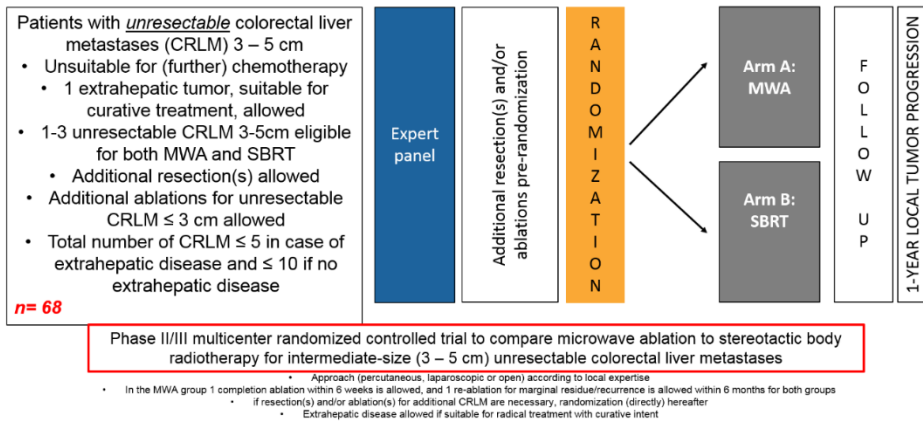 Patients with unresectable colorectal liver
metastases (CRLM) 3 – 5 cm
• Unsuitable for (further) chemotherapy
• 1 extrahepatic tumor, suitable for
curative treatment, allowed
• 1-3 unresectable CRLM 3-5cm eligible
for both MWA and SBRT
• Additional resection(s) allowed
• Additional ablations for unresectable
CRLM ≤ 3 cm allowed
• Total number of CRLM ≤ 5 in case of
extrahepatic disease and ≤ 10 if no
extrahepatic disease
n= 68
Expert
panel
Additional resection(s) and/or
ablations pre-randomization
RANDOMIZATION
Arm A:
MWA
Arm B:
SBRT
FOLLOW UP
1-YEAR LOCAL TUMOR PROGRESSION
Phase II/III multicenter randomized controlled trial to compare microwave ablation to stereotactic body
radiotherapy for intermediate-size (3 – 5 cm) unresectable colorectal liver metastases
• Approach (percutaneous, laparoscopic or open) according to local expertise
• In the MWA group 1 completion ablation within 6 weeks is allowed, and 1 re-ablation for marginal residue/recurrence is allowed within 6 months for both groups
• if resection(s) and/or ablation(s) for additional CRLM are necessary, randomization (directly) hereafter
• Extrahepatic disease allowed if suitable for radical treatment with curative intent